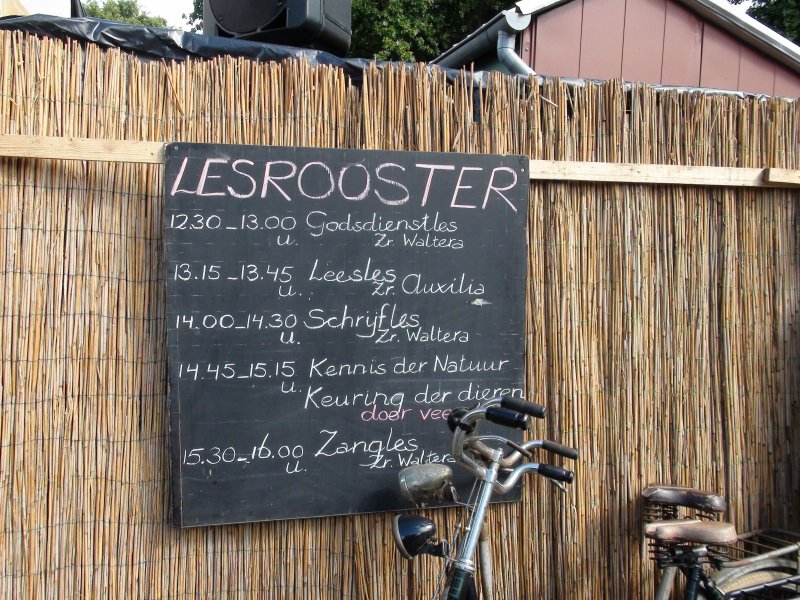 LESROOSTER
12.30-13.00 u. Godsdienstles
Zr. Waltera
13.15-13.45 u. Leesles
Zr. Auxilia
14.00-14.30 u. Schrijfles
Zr. Waltera
14.45-15.15 u. Kennis der Natuur
Keuring der dieren
door
15.30-16.00 u. Zangles
Zr. Waltera